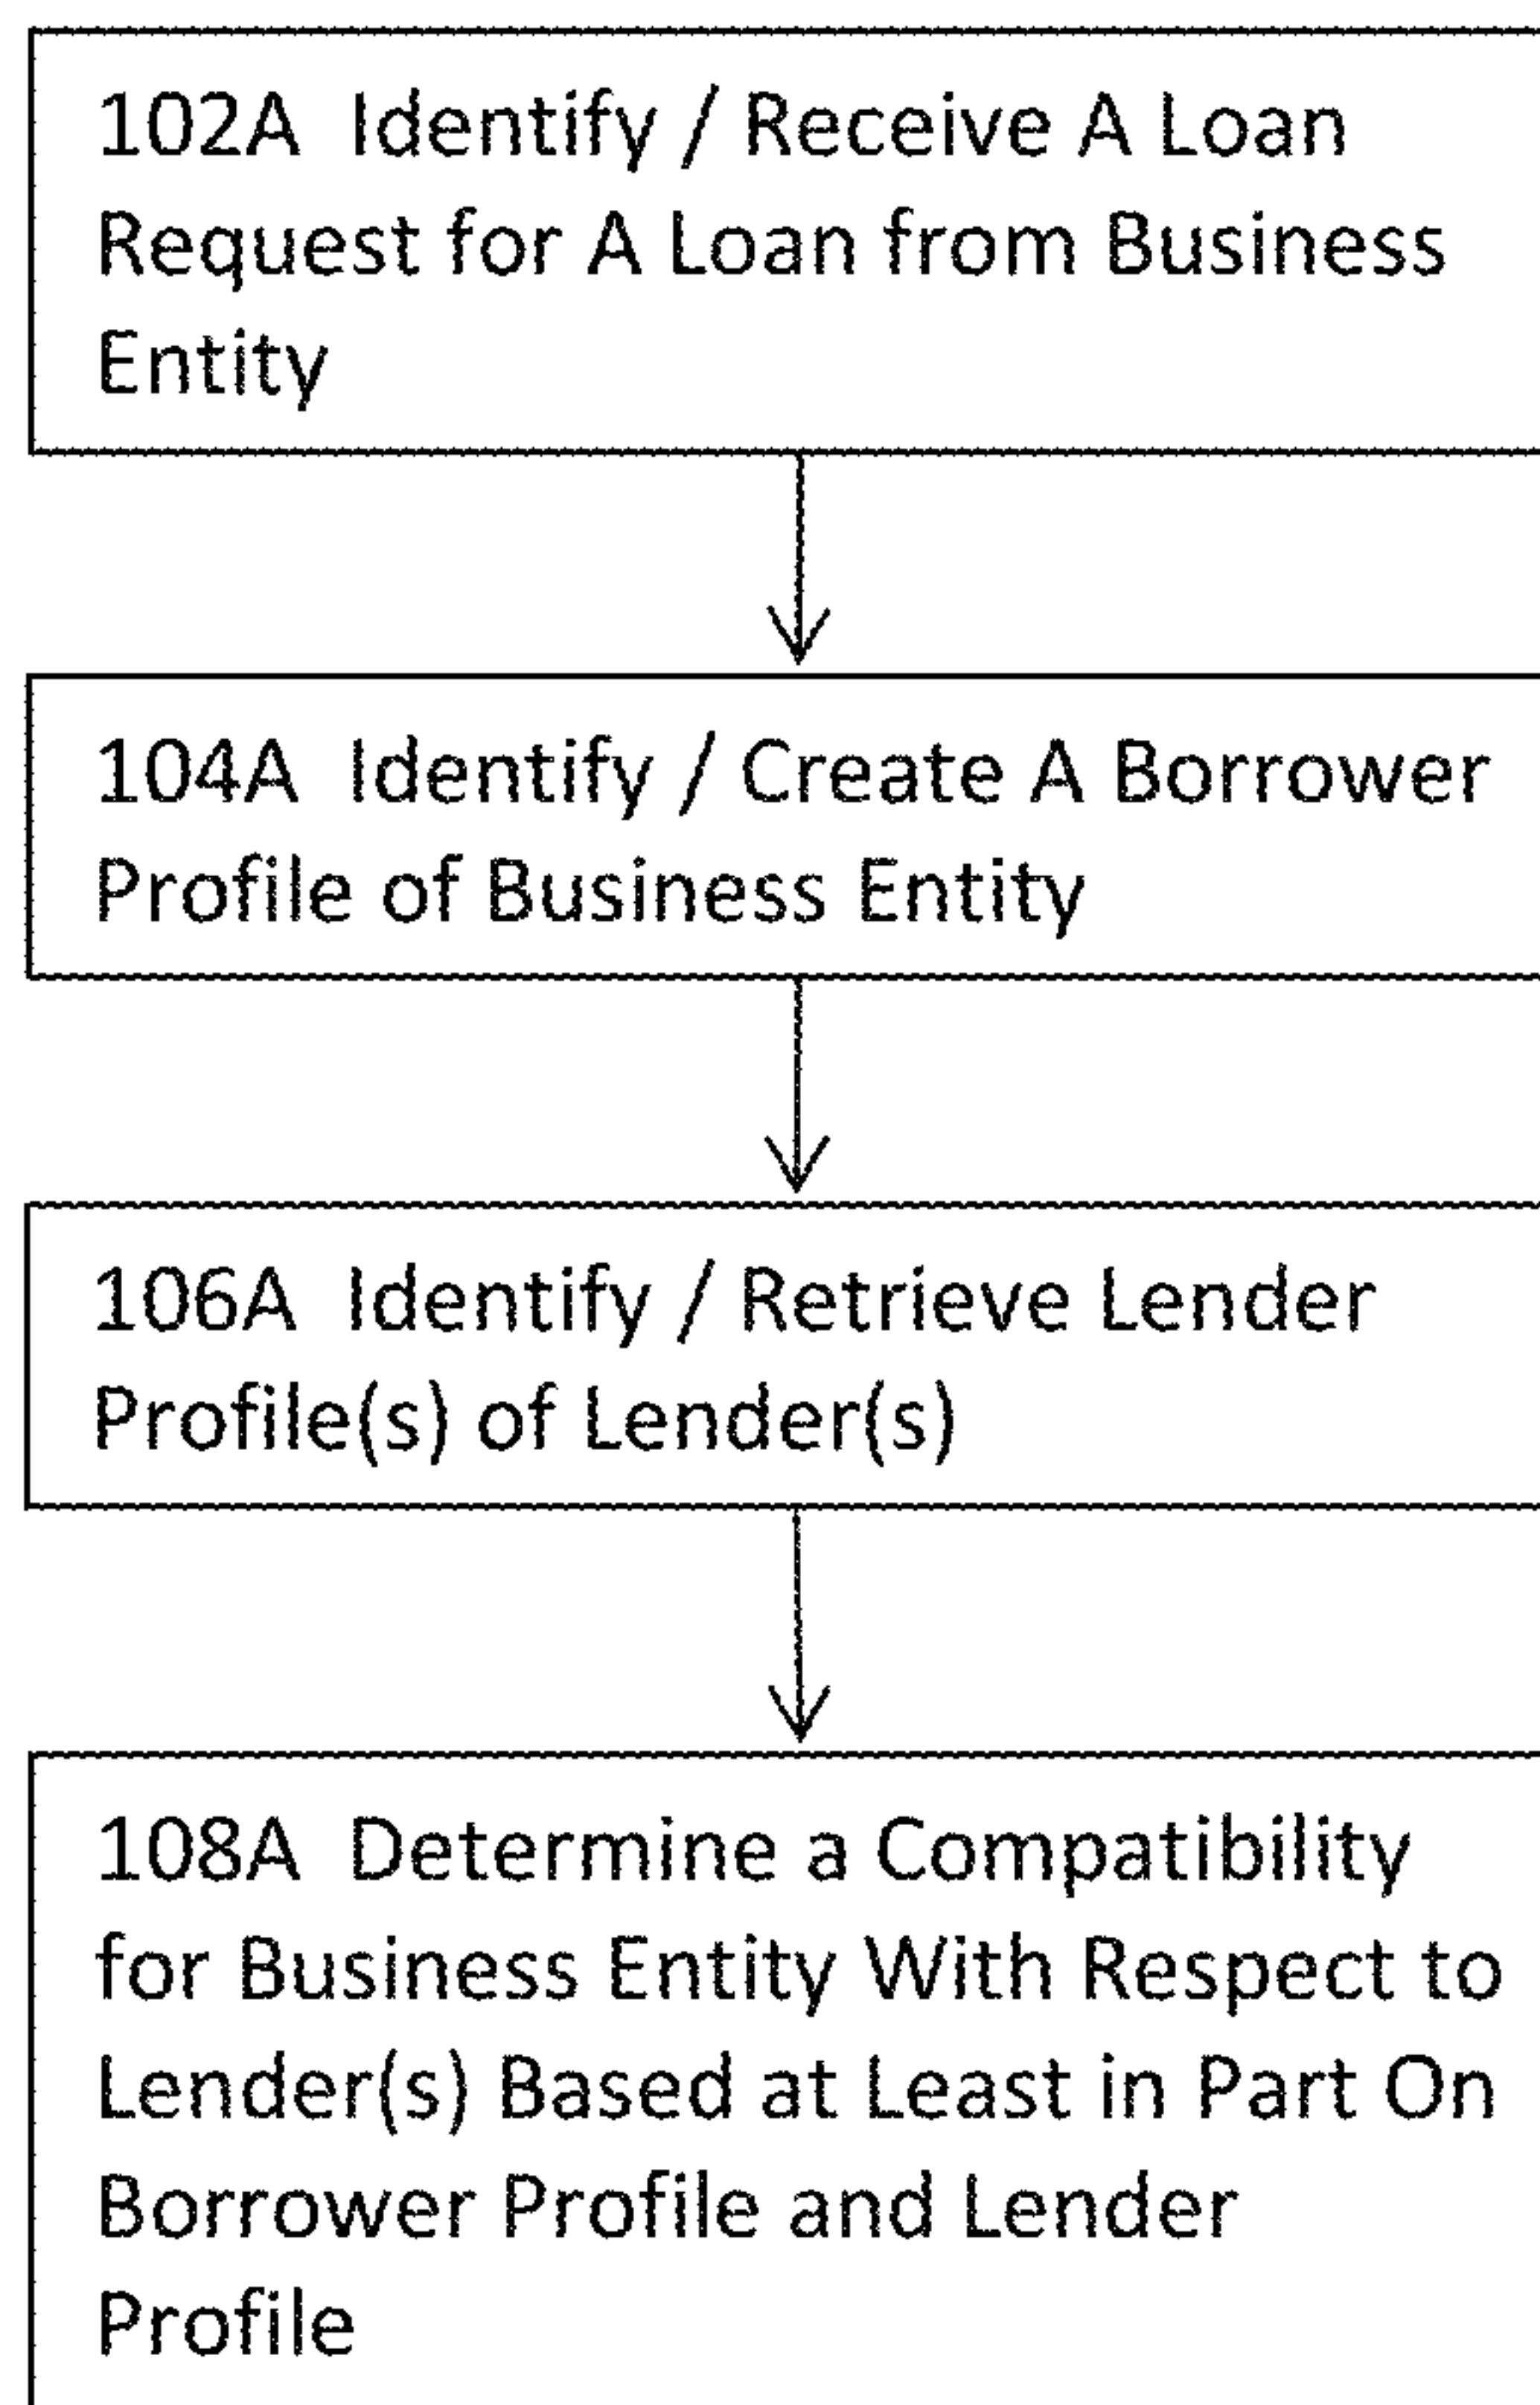 102A Identify / Receive A Loan
Request for A Loan from Business
Entity
104A Identify / Create A Borrower
Profile of Business Entity
106A Identify / Retrieve Lender
Profile(s) of Lender(s)
108A Determine a Compatibility
for Business Entity With Respect to
Lender(s) Based at Least in Part On
Borrower Profile and Lender
Profile